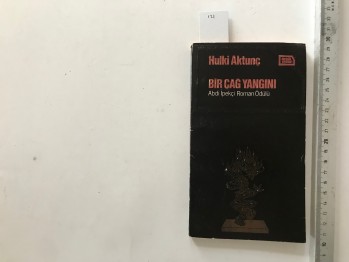 Hulki Aktunç
BİR ÇAĞ YANGINI
Abdi İpekçi Roman Ödülü